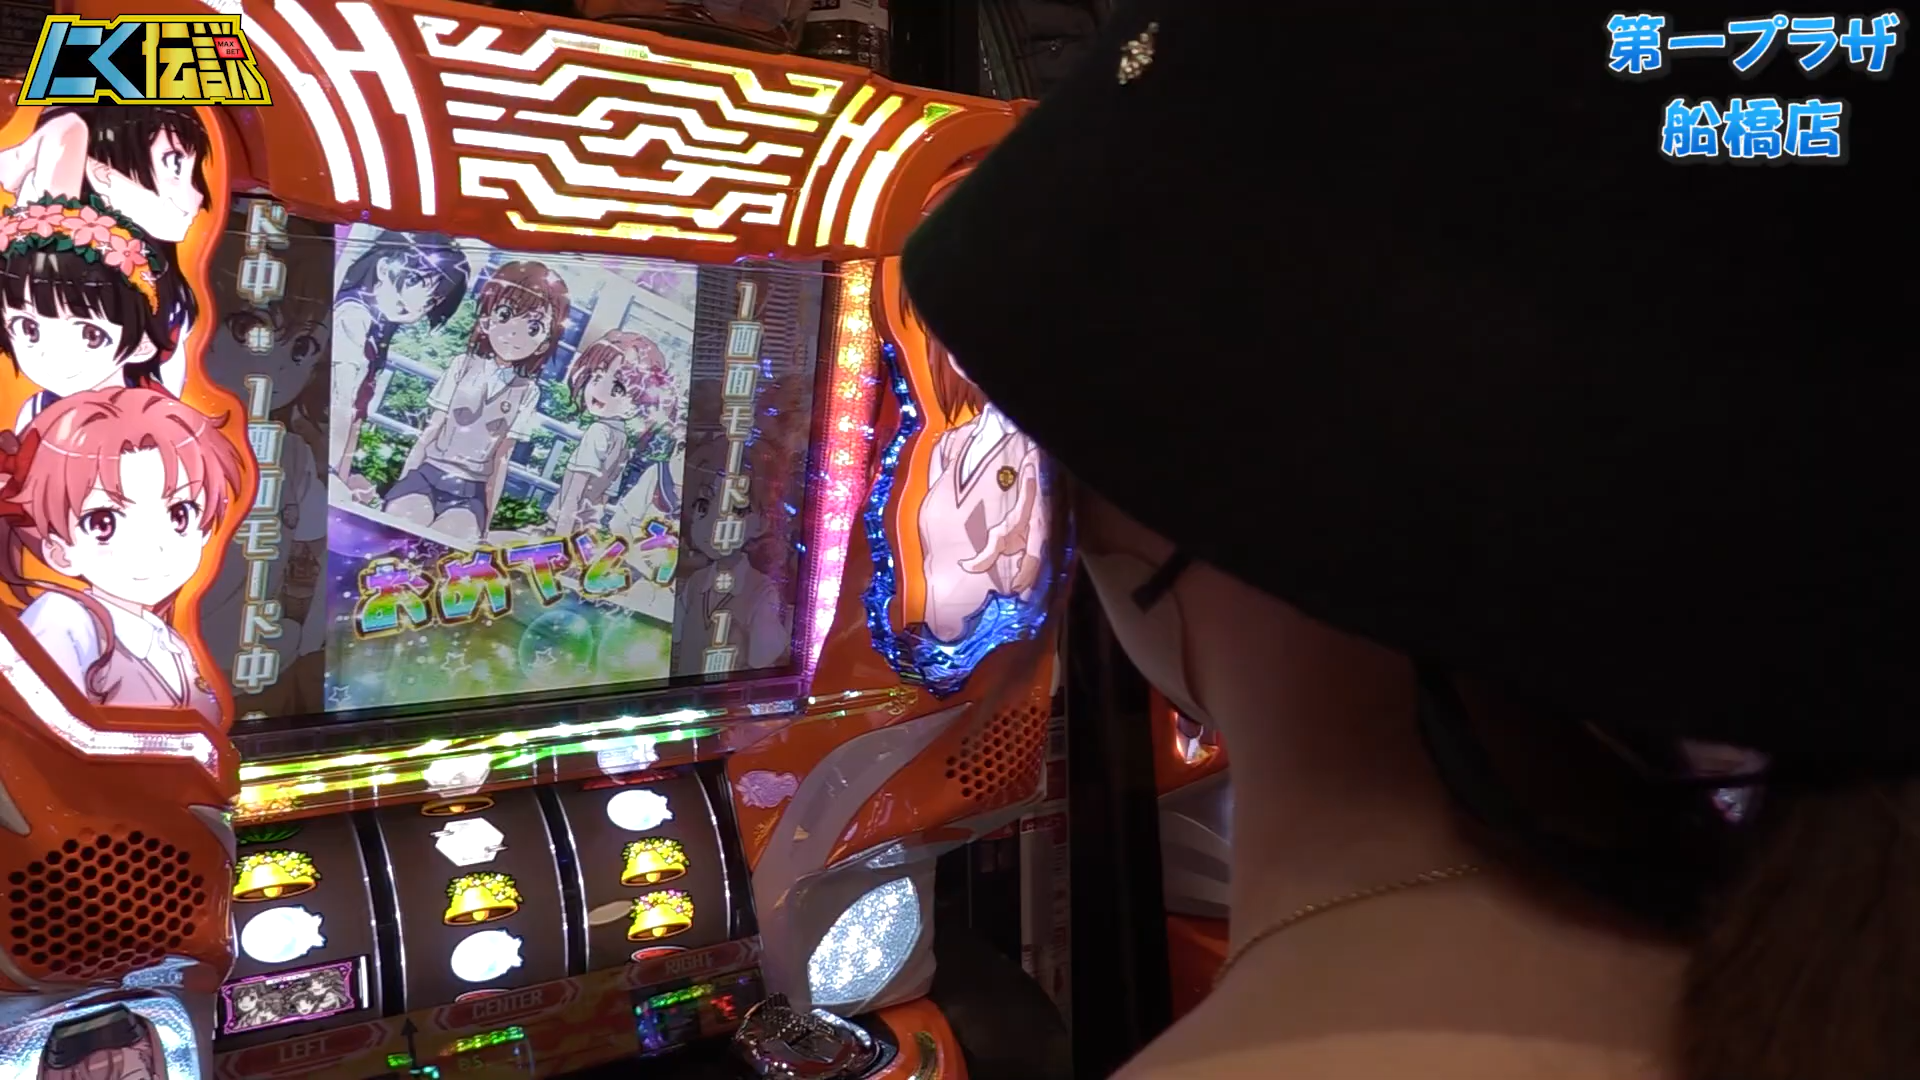 にく伝説
MAX BET
第一プラザ
船橋店
ド中*1画面モード中*
1画面モード中*1画
おめでとう
LEFT
CENTER
RIGHT